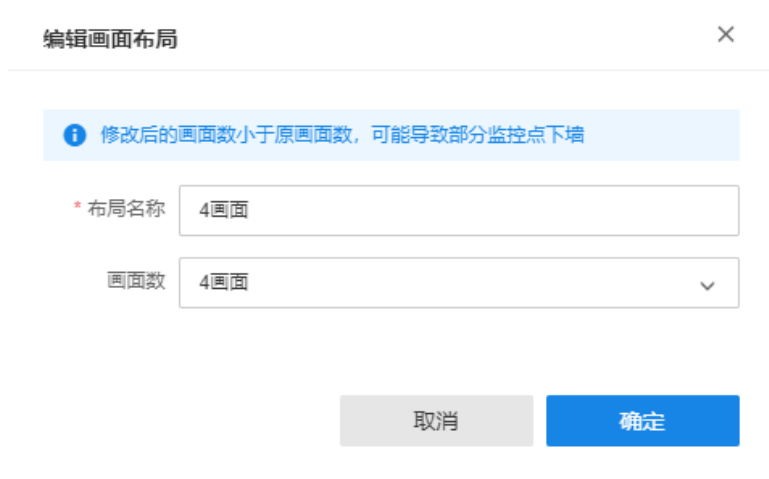 编辑画面布局
修改后的画面数小于原画面数，可能导致部分监控点下墙
* 布局名称 4画面
画面数 4画面
取消 确定